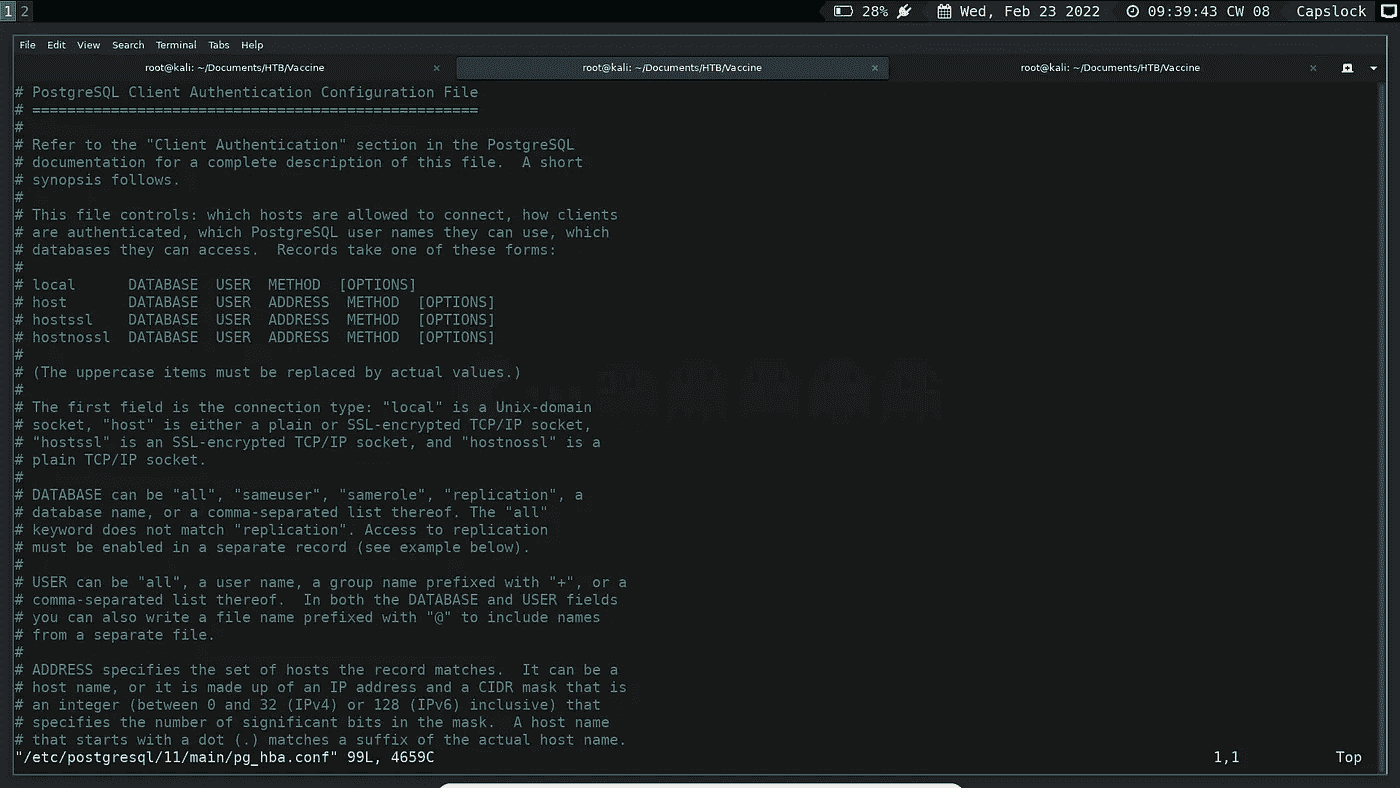 1 2 28% Wed, Feb 23 2022 09:39:43 CW 08 Capslock
File Edit View Search Terminal Tabs Help
root@kali: ~/Documents/HTB/Vaccine × root@kali: ~/Documents/HTB/Vaccine × root@kali: ~/Documents/HTB/Vaccine ×
# PostgreSQL Client Authentication Configuration File
# ===================================================
#
# Refer to the "Client Authentication" section in the PostgreSQL
# documentation for a complete description of this file.  A short
# synopsis follows.
#
# This file controls: which hosts are allowed to connect, how clients
# are authenticated, which PostgreSQL user names they can use, which
# databases they can access.  Records take one of these forms:
#
# local      DATABASE  USER  METHOD  [OPTIONS]
# host       DATABASE  USER  ADDRESS  METHOD  [OPTIONS]
# hostssl    DATABASE  USER  ADDRESS  METHOD  [OPTIONS]
# hostnossl  DATABASE  USER  ADDRESS  METHOD  [OPTIONS]
#
# (The uppercase items must be replaced by actual values.)
#
# The first field is the connection type: "local" is a Unix-domain
# socket, "host" is either a plain or SSL-encrypted TCP/IP socket,
# "hostssl" is an SSL-encrypted TCP/IP socket, and "hostnossl" is a
# plain TCP/IP socket.
#
# DATABASE can be "all", "sameuser", "samerole", "replication", a
# database name, or a comma-separated list thereof. The "all"
# keyword does not match "replication". Access to replication
# must be enabled in a separate record (see example below).
#
# USER can be "all", a user name, a group name prefixed with "+", or a
# comma-separated list thereof.  In both the DATABASE and USER fields
# you can also write a file name prefixed with "@" to include names
# from a separate file.
#
# ADDRESS specifies the set of hosts the record matches.  It can be a
# host name, or it is made up of an IP address and a CIDR mask that is
# an integer (between 0 and 32 (IPv4) or 128 (IPv6) inclusive) that
# specifies the number of significant bits in the mask.  A host name
# that starts with a dot (.) matches a suffix of the actual host name.
"/etc/postgresql/11/main/pg_hba.conf" 99L, 4659C 1,1 Top